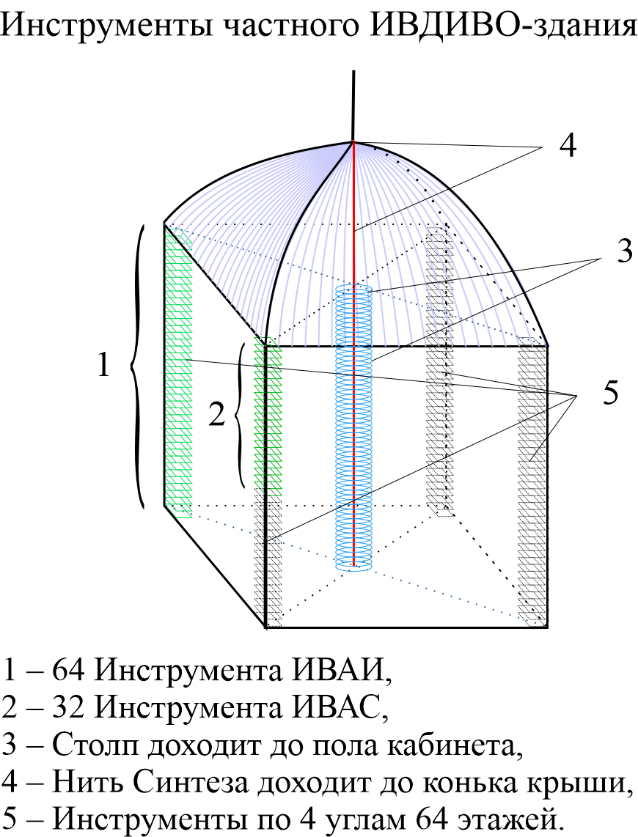 Инструменты частного ИВДИВО-здания
4
3
1
2
5
1 – 64 Инструмента ИВАИ,
2 – 32 Инструмента ИВАС,
3 – Столп доходит до пола кабинета,
4 – Нить Синтеза доходит до конька крыши,
5 – Инструменты по 4 углам 64 этажей.